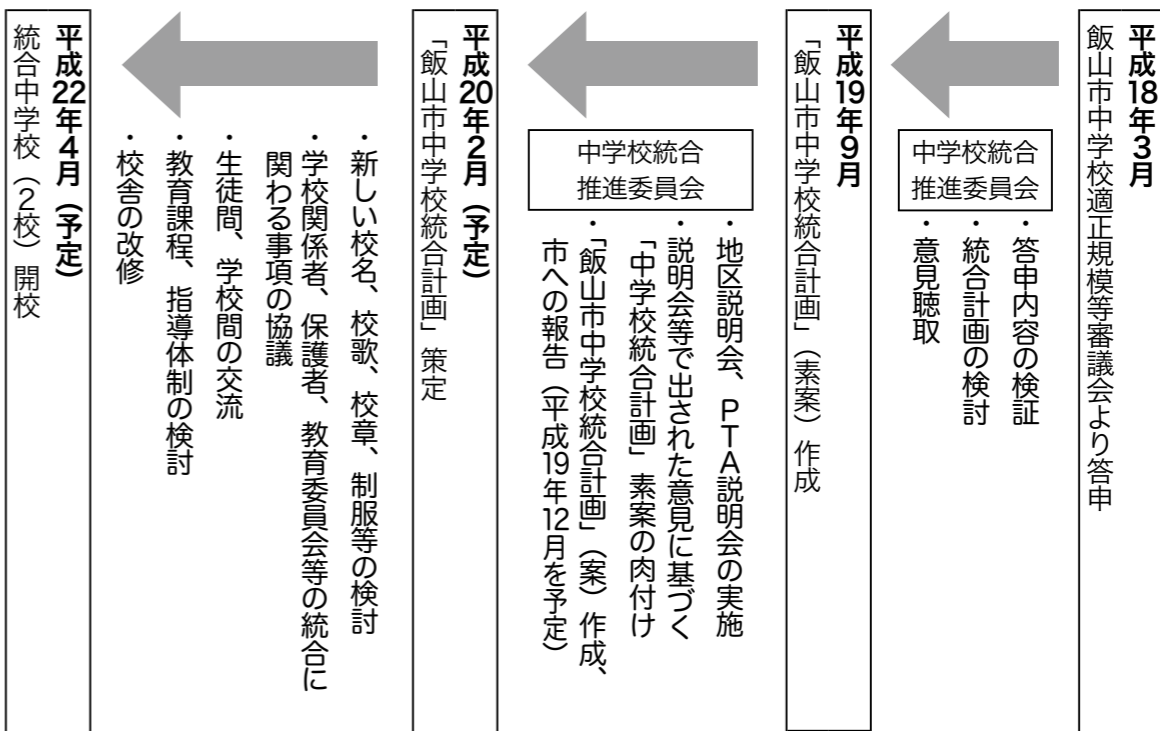 平成18年3月
飯山市中学校適正規模等審議会より答申
中学校統合
推進委員会
・答申内容の検証
・統合計画の検討
・意見聴取
平成19年9月
「飯山市中学校統合計画」（素案）作成
中学校統合
推進委員会
・地区説明会、ＰＴＡ説明会の実施
・説明会等で出された意見に基づく
「中学校統合計画」素案の肉付け
・「飯山市中学校統合計画」（案）作成、
市への報告（平成19年12月を予定）
平成20年2月（予定）
「飯山市中学校統合計画」策定
・新しい校名、校歌、校章、制服等の検討
・学校関係者、保護者、教育委員会等の統合に
関わる事項の協議
・生徒間、学校間の交流
・教育課程、指導体制の検討
・校舎の改修
平成22年4月（予定）
統合中学校（2校）開校